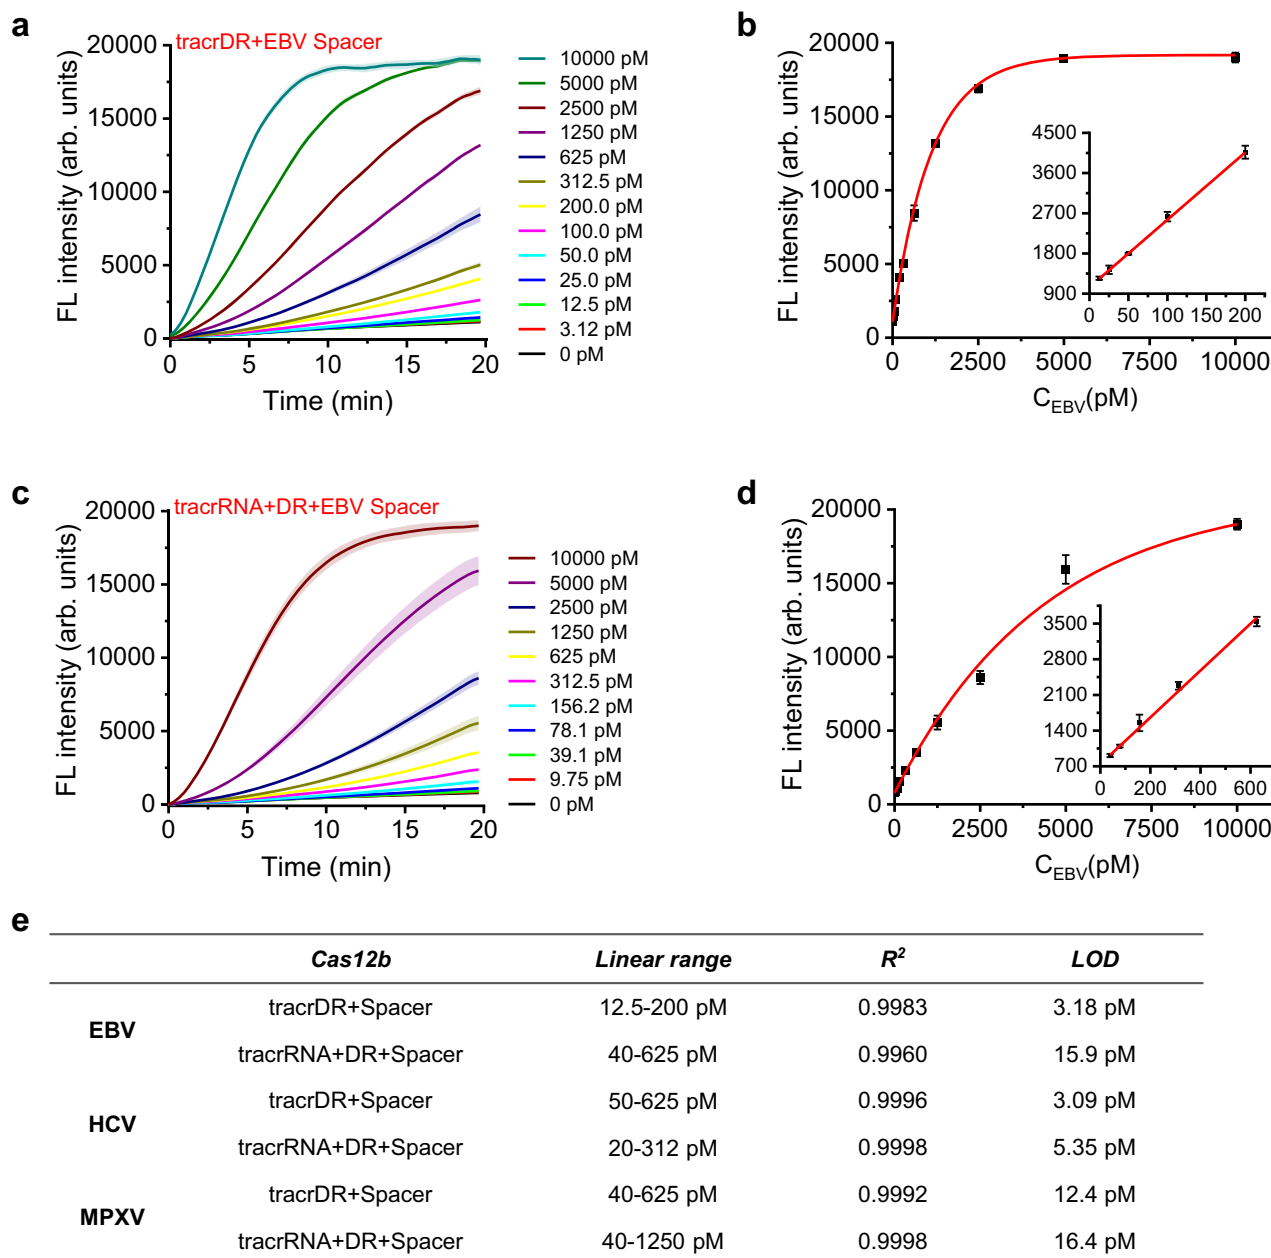 a
tracrDR+EBV Spacer
FL intensity (arb. units)
20000
15000
10000
5000
0
0 5 10 15 20
Time (min)
10000 pM
5000 pM
2500 pM
1250 pM
625 pM
312.5 pM
200.0 pM
100.0 pM
50.0 pM
25.0 pM
12.5 pM
3.12 pM
0 pM
b
FL intensity (arb. units)
20000
15000
10000
5000
0
0 2500 5000 7500 10000
C_EBV(pM)
4500
3600
2700
1800
900
0 50 100 150 200
c
tracrRNA+DR+EBV Spacer
FL intensity (arb. units)
20000
15000
10000
5000
0
0 5 10 15 20
Time (min)
10000 pM
5000 pM
2500 pM
1250 pM
625 pM
312.5 pM
156.2 pM
78.1 pM
39.1 pM
9.75 pM
0 pM
d
FL intensity (arb. units)
20000
15000
10000
5000
0
0 2500 5000 7500 10000
C_EBV(pM)
3500
2800
2100
1400
700
0 200 400 600
e
Cas12b Linear range R² LOD
EBV
tracrDR+Spacer 12.5-200 pM 0.9983 3.18 pM
tracrRNA+DR+Spacer 40-625 pM 0.9960 15.9 pM
HCV
tracrDR+Spacer 50-625 pM 0.9996 3.09 pM
tracrRNA+DR+Spacer 20-312 pM 0.9998 5.35 pM
MPXV
tracrDR+Spacer 40-625 pM 0.9992 12.4 pM
tracrRNA+DR+Spacer 40-1250 pM 0.9998 16.4 pM